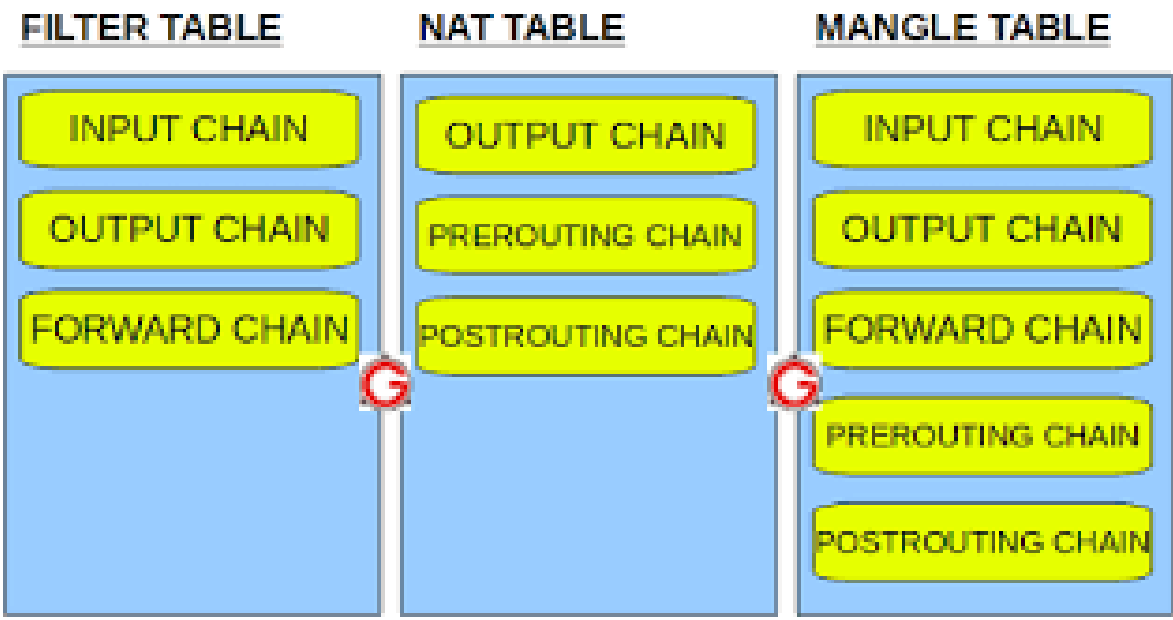 FILTER TABLE
INPUT CHAIN
OUTPUT CHAIN
FORWARD CHAIN
NAT TABLE
OUTPUT CHAIN
PREROUTING CHAIN
POSTROUTING CHAIN
MANGLE TABLE
INPUT CHAIN
OUTPUT CHAIN
FORWARD CHAIN
PREROUTING CHAIN
POSTROUTING CHAIN
G
G